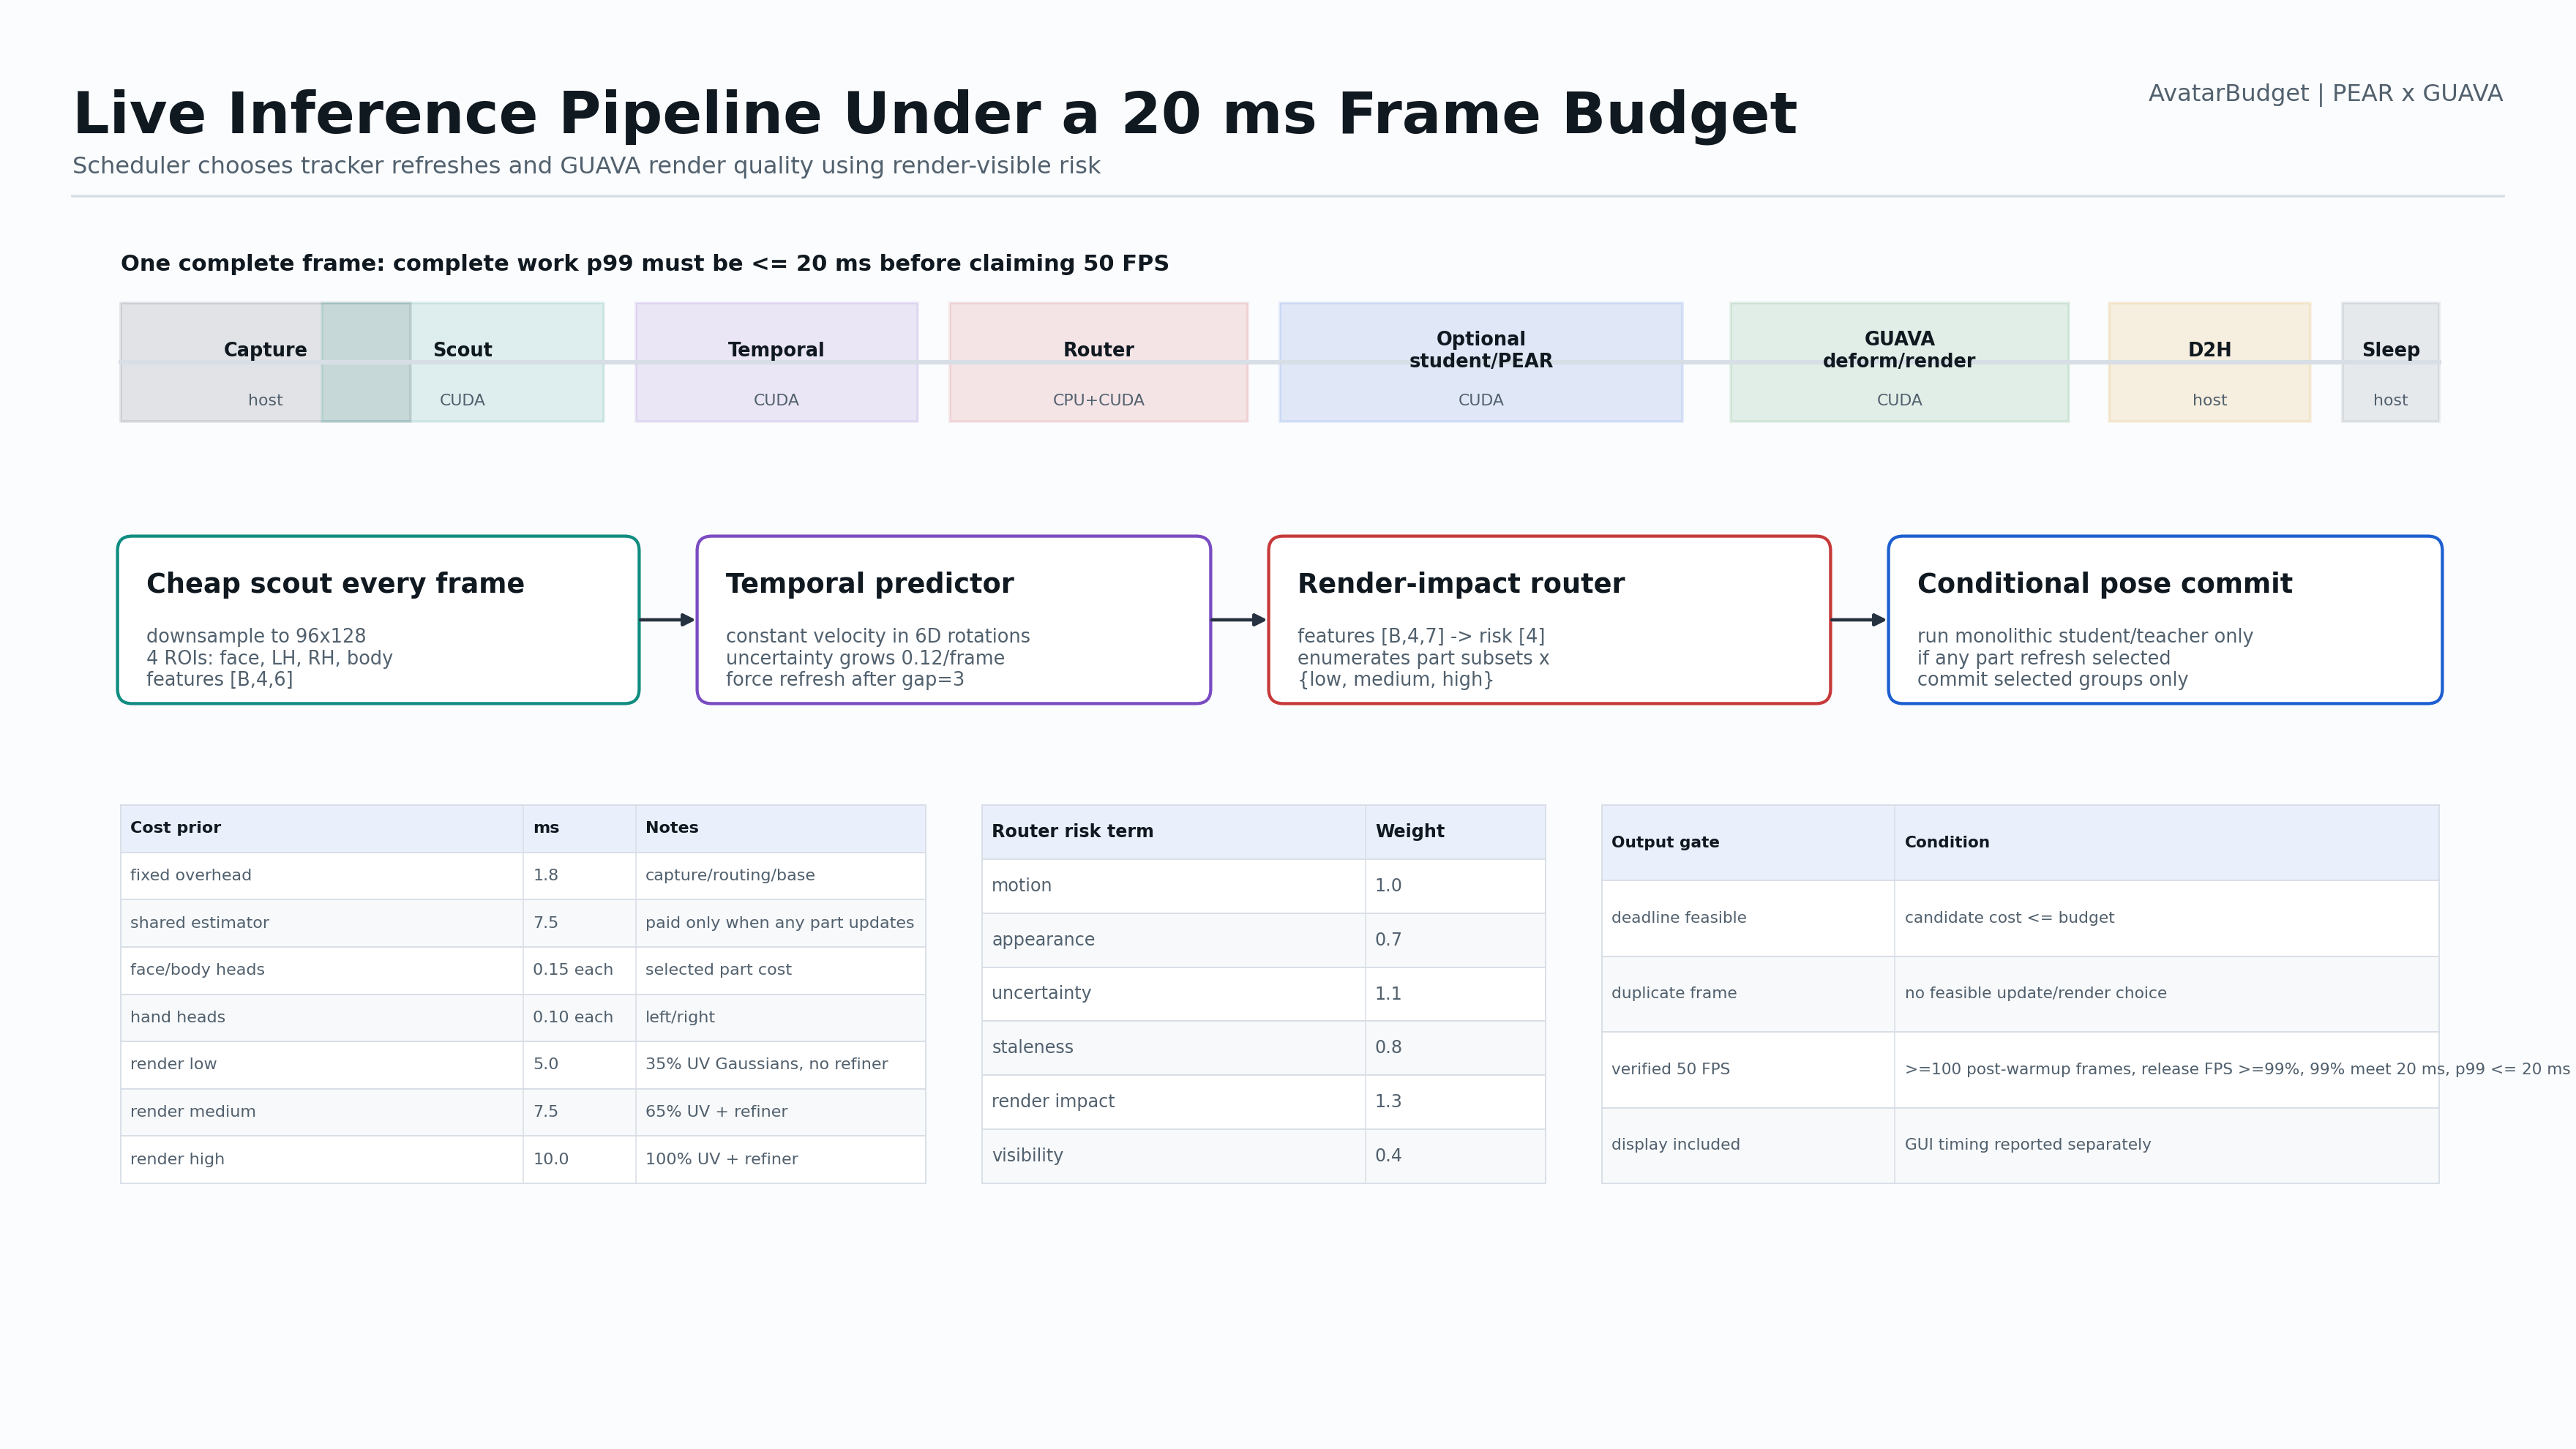 Live Inference Pipeline Under a 20 ms Frame Budget
AvatarBudget | PEAR x GUAVA
Scheduler chooses tracker refreshes and GUAVA render quality using render-visible risk
One complete frame: complete work p99 must be <= 20 ms before claiming 50 FPS
Capture
host
Scout
CUDA
Temporal
CUDA
Router
CPU+CUDA
Optional
student/PEAR
CUDA
GUAVA
deform/render
CUDA
D2H
host
Sleep
host
Cheap scout every frame
downsample to 96x128
4 ROIs: face, LH, RH, body
features [B,4,6]
Temporal predictor
constant velocity in 6D rotations
uncertainty grows 0.12/frame
force refresh after gap=3
Render-impact router
features [B,4,7] -> risk [4]
enumerates part subsets x
{low, medium, high}
Conditional pose commit
run monolithic student/teacher only
if any part refresh selected
commit selected groups only
Cost prior ms Notes
fixed overhead 1.8 capture/routing/base
shared estimator 7.5 paid only when any part updates
face/body heads 0.15 each selected part cost
hand heads 0.10 each left/right
render low 5.0 35% UV Gaussians, no refiner
render medium 7.5 65% UV + refiner
render high 10.0 100% UV + refiner
Router risk term Weight
motion 1.0
appearance 0.7
uncertainty 1.1
staleness 0.8
render impact 1.3
visibility 0.4
Output gate Condition
deadline feasible candidate cost <= budget
duplicate frame no feasible update/render choice
verified 50 FPS >=100 post-warmup frames, release FPS >=99%, 99% meet 20 ms, p99 <= 20 ms
display included GUI timing reported separately